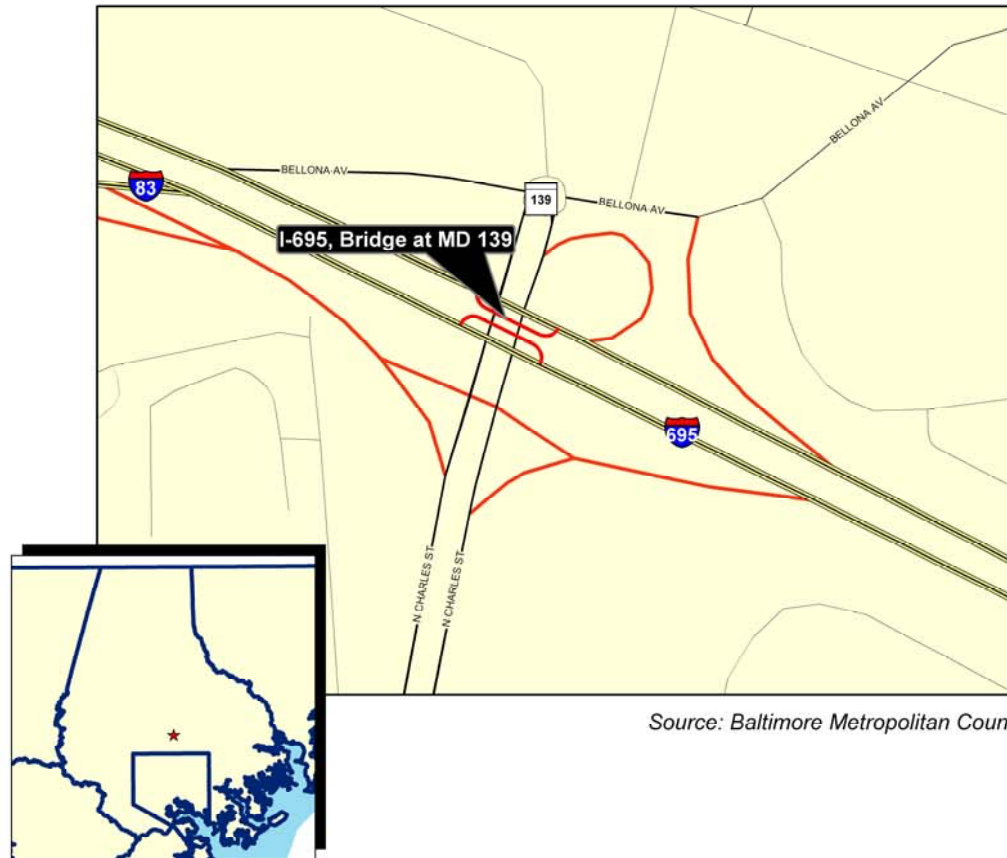 BELLONA AV
BELLONA AV
83
139
BELLONA AV
I-695, Bridge at MD 139
695
N CHARLES ST
N CHARLES ST
Source: Baltimore Metropolitan Coun